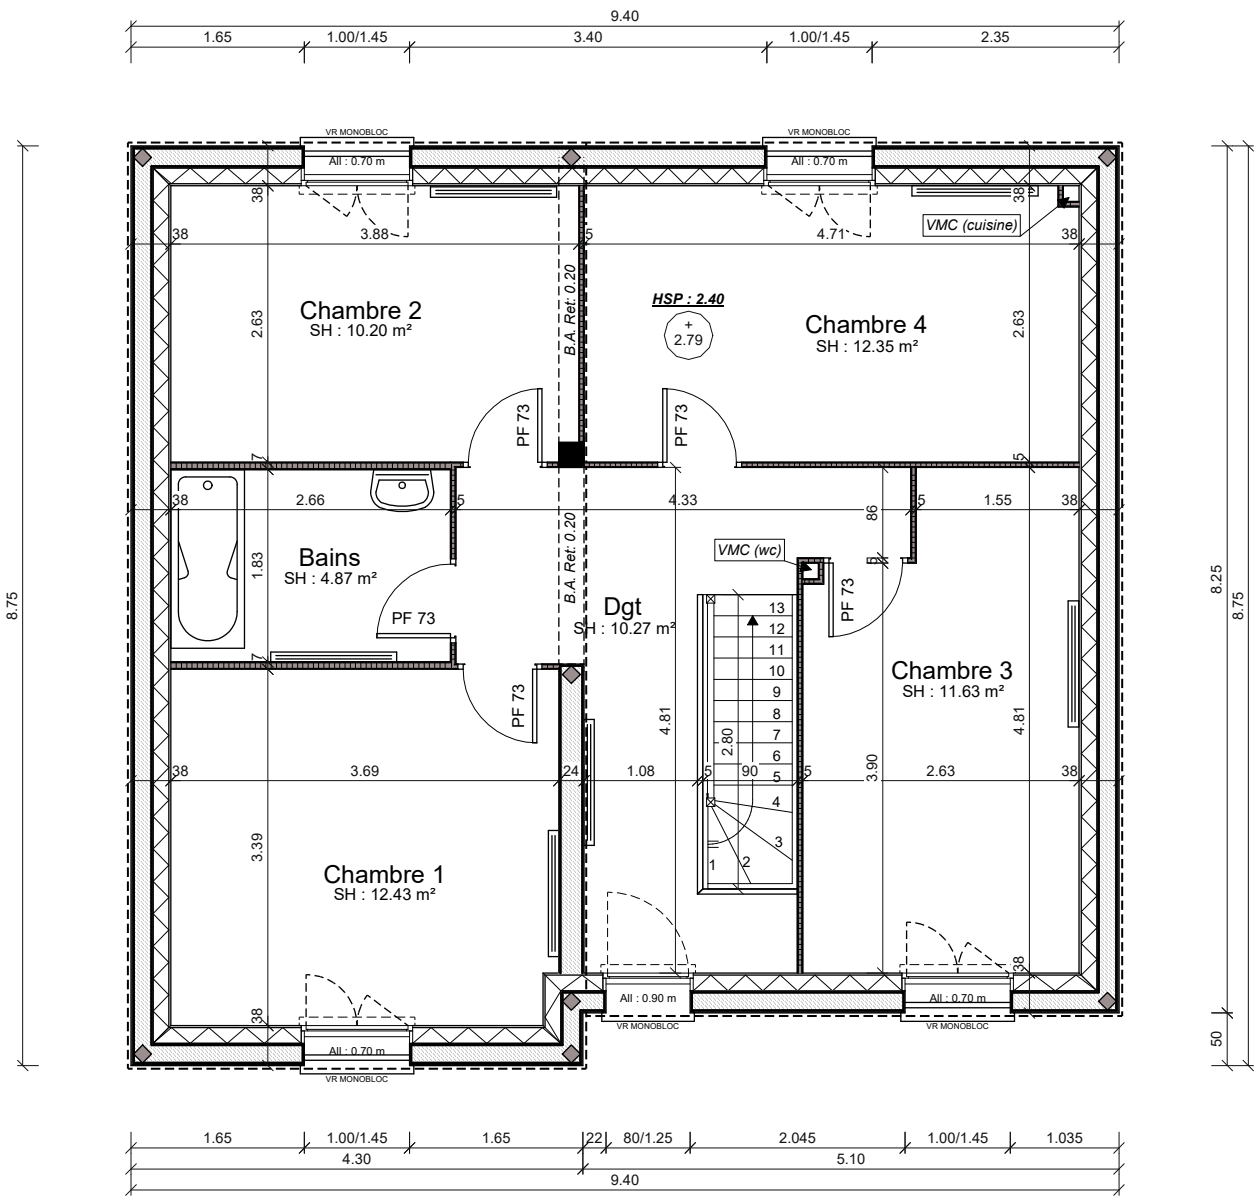 9.40
1.65 1.00/1.45 3.40 1.00/1.45 2.35
VR MONOBLOC VR MONOBLOC
All : 0.70 m All : 0.70 m
38 38
VMC (cuisine)
38 3.88 5 4.71 38
B.A. Ret: 0.20
HSP : 2.40
+
2.79
Chambre 2
SH : 10.20 m²
2.63
Chambre 4
SH : 12.35 m²
2.63
PF 73 PF 73
7 5
38 2.66 5 4.33 5 1.55 38
86
VMC (wc)
5
Bains
SH : 4.87 m²
1.83
B.A. Ret: 0.20
PF 73
PF 73
Dgt
SH : 10.27 m²
8.75
8.25
8.75
7
13
12
11
10
9
8
7
6
5
4
3
2
1
2.80
PF 73
4.81
Chambre 3
SH : 11.63 m²
4.81
3.90
38 3.69 24 1.08 5 90 5 2.63 38
3.39
Chambre 1
SH : 12.43 m²
38
38
All : 0.90 m All : 0.70 m
VR MONOBLOC VR MONOBLOC
All : 0.70 m
VR MONOBLOC
50
1.65 1.00/1.45 1.65 22 80/1.25 2.045 1.00/1.45 1.035
4.30 5.10
9.40